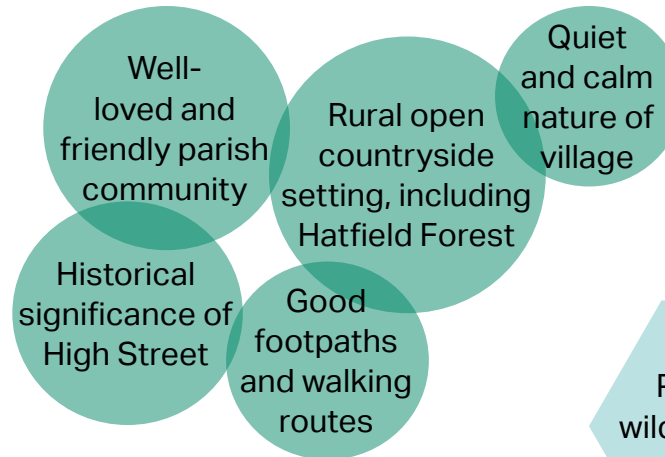 Well-
loved and
friendly parish
community
Rural open
countryside
setting, including
Hatfield Forest
Quiet
and calm
nature of
village
Historical
significance of
High Street
Good
footpaths
and walking
routes